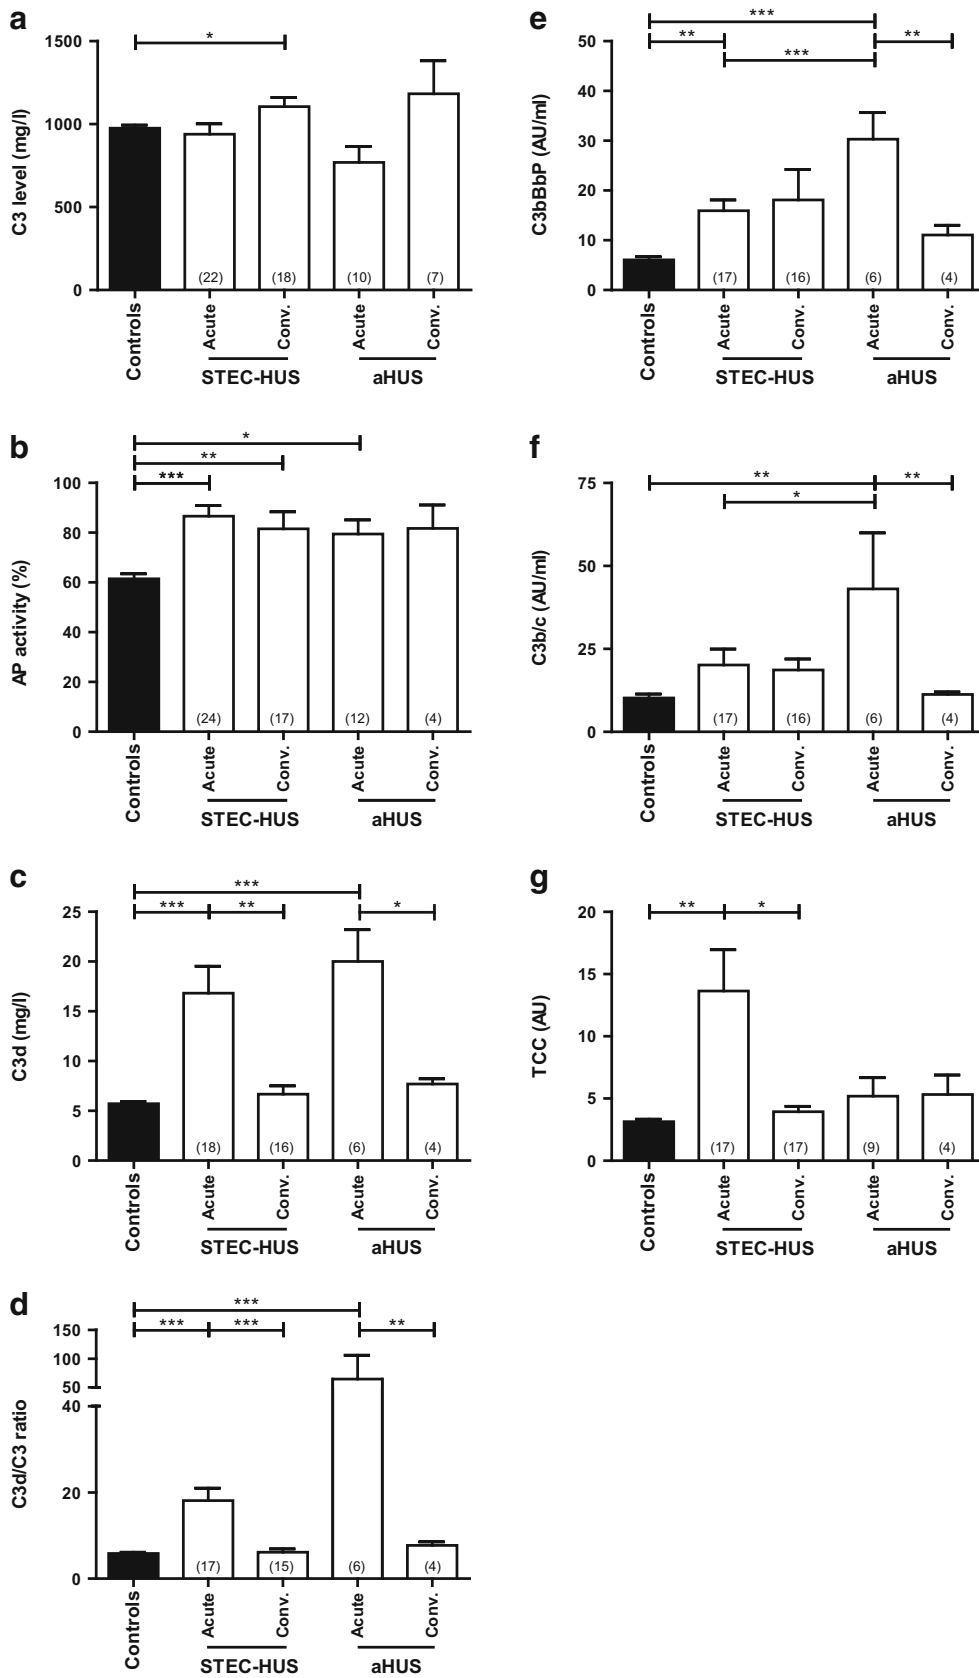 a
*
1500
1000
500
0
C3 level (mg/l)
(22)
(18)
(10)
(7)
Controls
Acute
Conv.
Acute
Conv.
STEC-HUS
aHUS
b
*
**
***
100
80
60
40
20
0
AP activity (%)
(24)
(17)
(12)
(4)
Controls
Acute
Conv.
Acute
Conv.
STEC-HUS
aHUS
c
***
***
**
*
25
20
15
10
5
0
C3d (mg/l)
(18)
(16)
(6)
(4)
Controls
Acute
Conv.
Acute
Conv.
STEC-HUS
aHUS
d
***
***
***
**
150
100
50
40
20
0
C3d/C3 ratio
(17)
(15)
(6)
(4)
Controls
Acute
Conv.
Acute
Conv.
STEC-HUS
aHUS
e
***
**
**
***
50
40
30
20
10
0
C3bBbP (AU/ml)
(17)
(16)
(6)
(4)
Controls
Acute
Conv.
Acute
Conv.
STEC-HUS
aHUS
f
**
**
*
75
50
25
0
C3b/c (AU/ml)
(17)
(16)
(6)
(4)
Controls
Acute
Conv.
Acute
Conv.
STEC-HUS
aHUS
g
**
*
20
15
10
5
0
TCC (AU)
(17)
(17)
(9)
(4)
Controls
Acute
Conv.
Acute
Conv.
STEC-HUS
aHUS